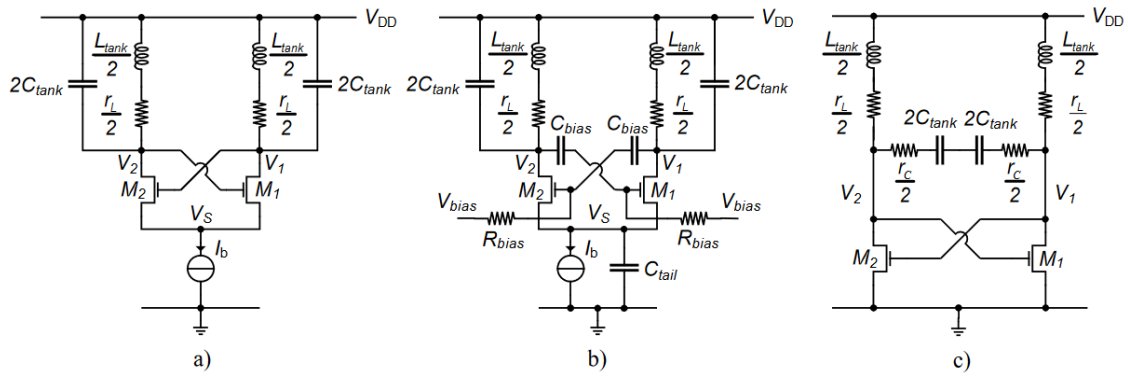 V_DD
L_tank/2
L_tank/2
2C_tank
2C_tank
r_L/2
r_L/2
V_2
V_1
M_2
M_1
V_S
I_b
a)
V_DD
L_tank/2
L_tank/2
2C_tank
2C_tank
r_L/2
r_L/2
C_bias
C_bias
V_2
V_1
M_2
M_1
V_bias
V_S
V_bias
R_bias
R_bias
I_b
C_tail
b)
V_DD
L_tank/2
L_tank/2
r_L/2
r_L/2
2C_tank
2C_tank
r_C/2
r_C/2
V_2
V_1
M_2
M_1
c)